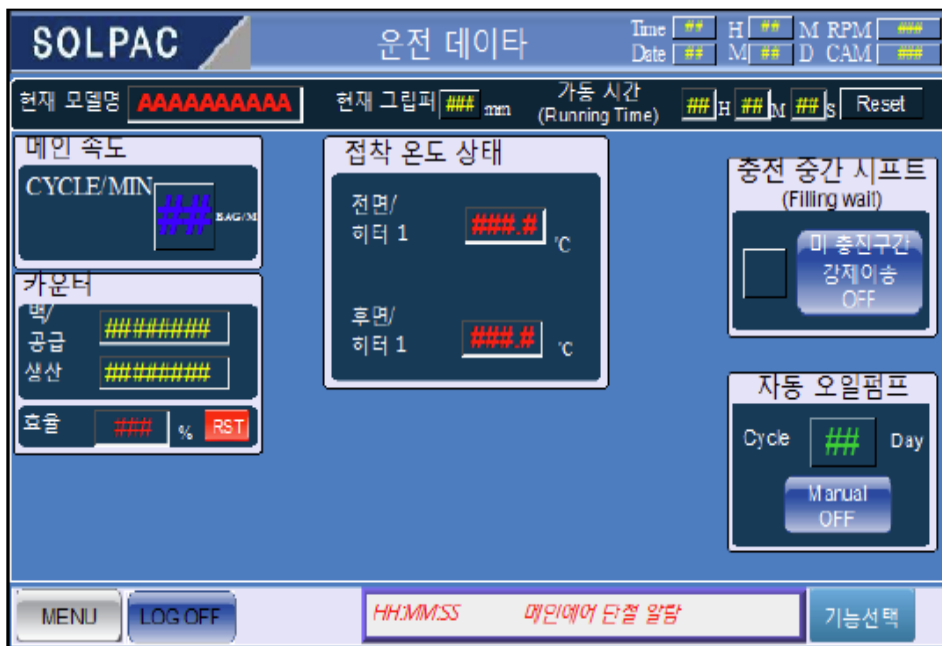 SOLPAC 운전 데이타 Time ## H ## M RPM ###
Date ## M ## D CAM ###
현재 모델명 AAAAAAAAAA 현재 그립퍼 ### mm 가동 시간 (Running Time) ## H ## M ## S Reset
메인 속도
CYCLE/MIN ## BAG/M
카운터
백/
공급 ########
생산 ########
효율 ### % RST
접착 온도 상태
전면/
히터 1 ###.# ℃
후면/
히터 1 ###.# ℃
충전 중간 시프트
(Filling wait)
미 충진구간
강제이송
OFF
자동 오일펌프
Cycle ## Day
Manual
OFF
MENU LOG OFF HH:MM:SS 메인에어 단절 알람 기능선택